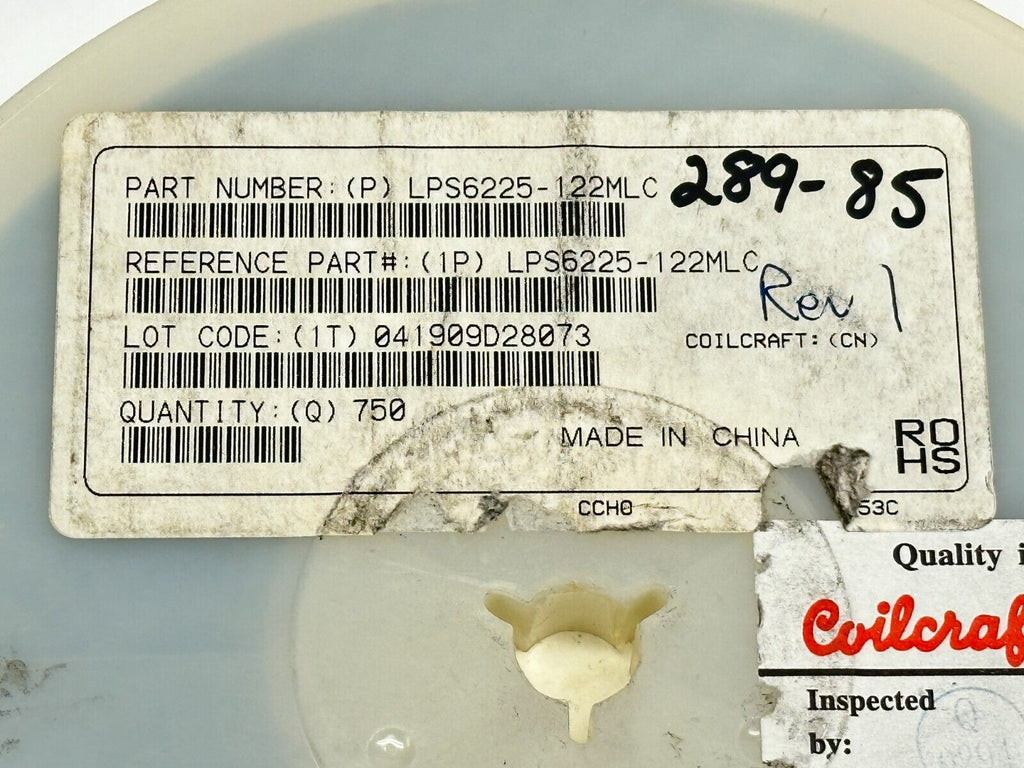 PART NUMBER:(P) LPS6225-122MLC
289-85
REFERENCE PART#:(1P) LPS6225-122MLC
Rev 1
LOT CODE:(1T) 041909D28073
COILCRAFT:(CN)
QUANTITY:(Q) 750
MADE IN CHINA
RO
HS
CCH0
53C
Quality
Coilcraf
Inspected
by: